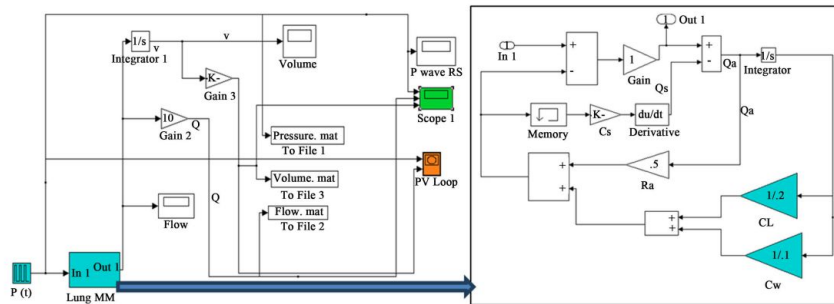 1/s
v
Integrator 1
v
Volume
K-
Gain 3
P wave RS
10
Gain 2
Q
Scope 1
Pressure. mat
To File 1
Volume. mat
To File 3
PV Loop
Q
Flow. mat
To File 2
Flow
P (t)
In 1
Out 1
Lung MM
1
Out 1
1
In 1
+
-
1
Gain
+
-
Qa
1/s
Integrator
Qs
Memory
K-
Cs
du/dt
Derivative
Qa
+
+
.5
Ra
+
+
1/.2
CL
1/.1
Cw